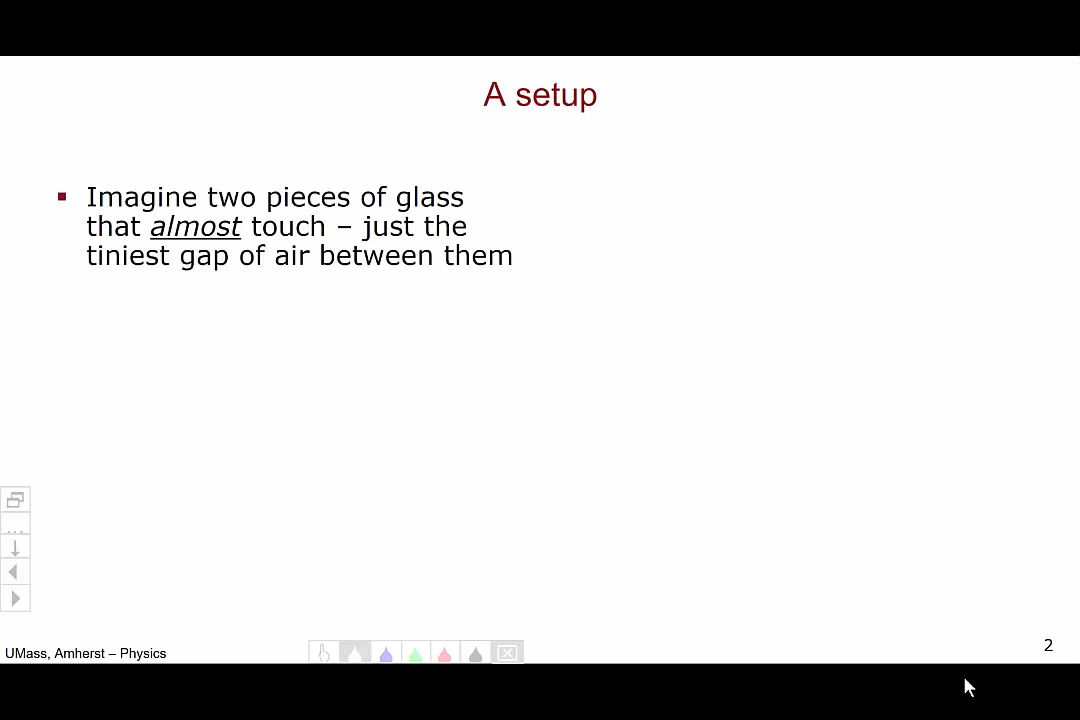 A setup
Imagine two pieces of glass
that almost touch – just the
tiniest gap of air between them
UMass, Amherst – Physics
2